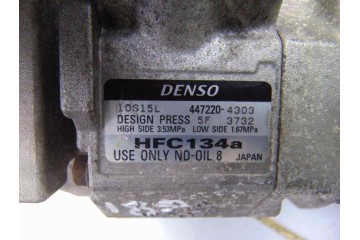 DENSO
10S15L 447220-4303
DESIGN PRESS 5F 3732
HIGH SIDE 3.53MPa LOW SIDE 1.67MPa
HFC134a
USE ONLY ND-OIL 8 JAPAN